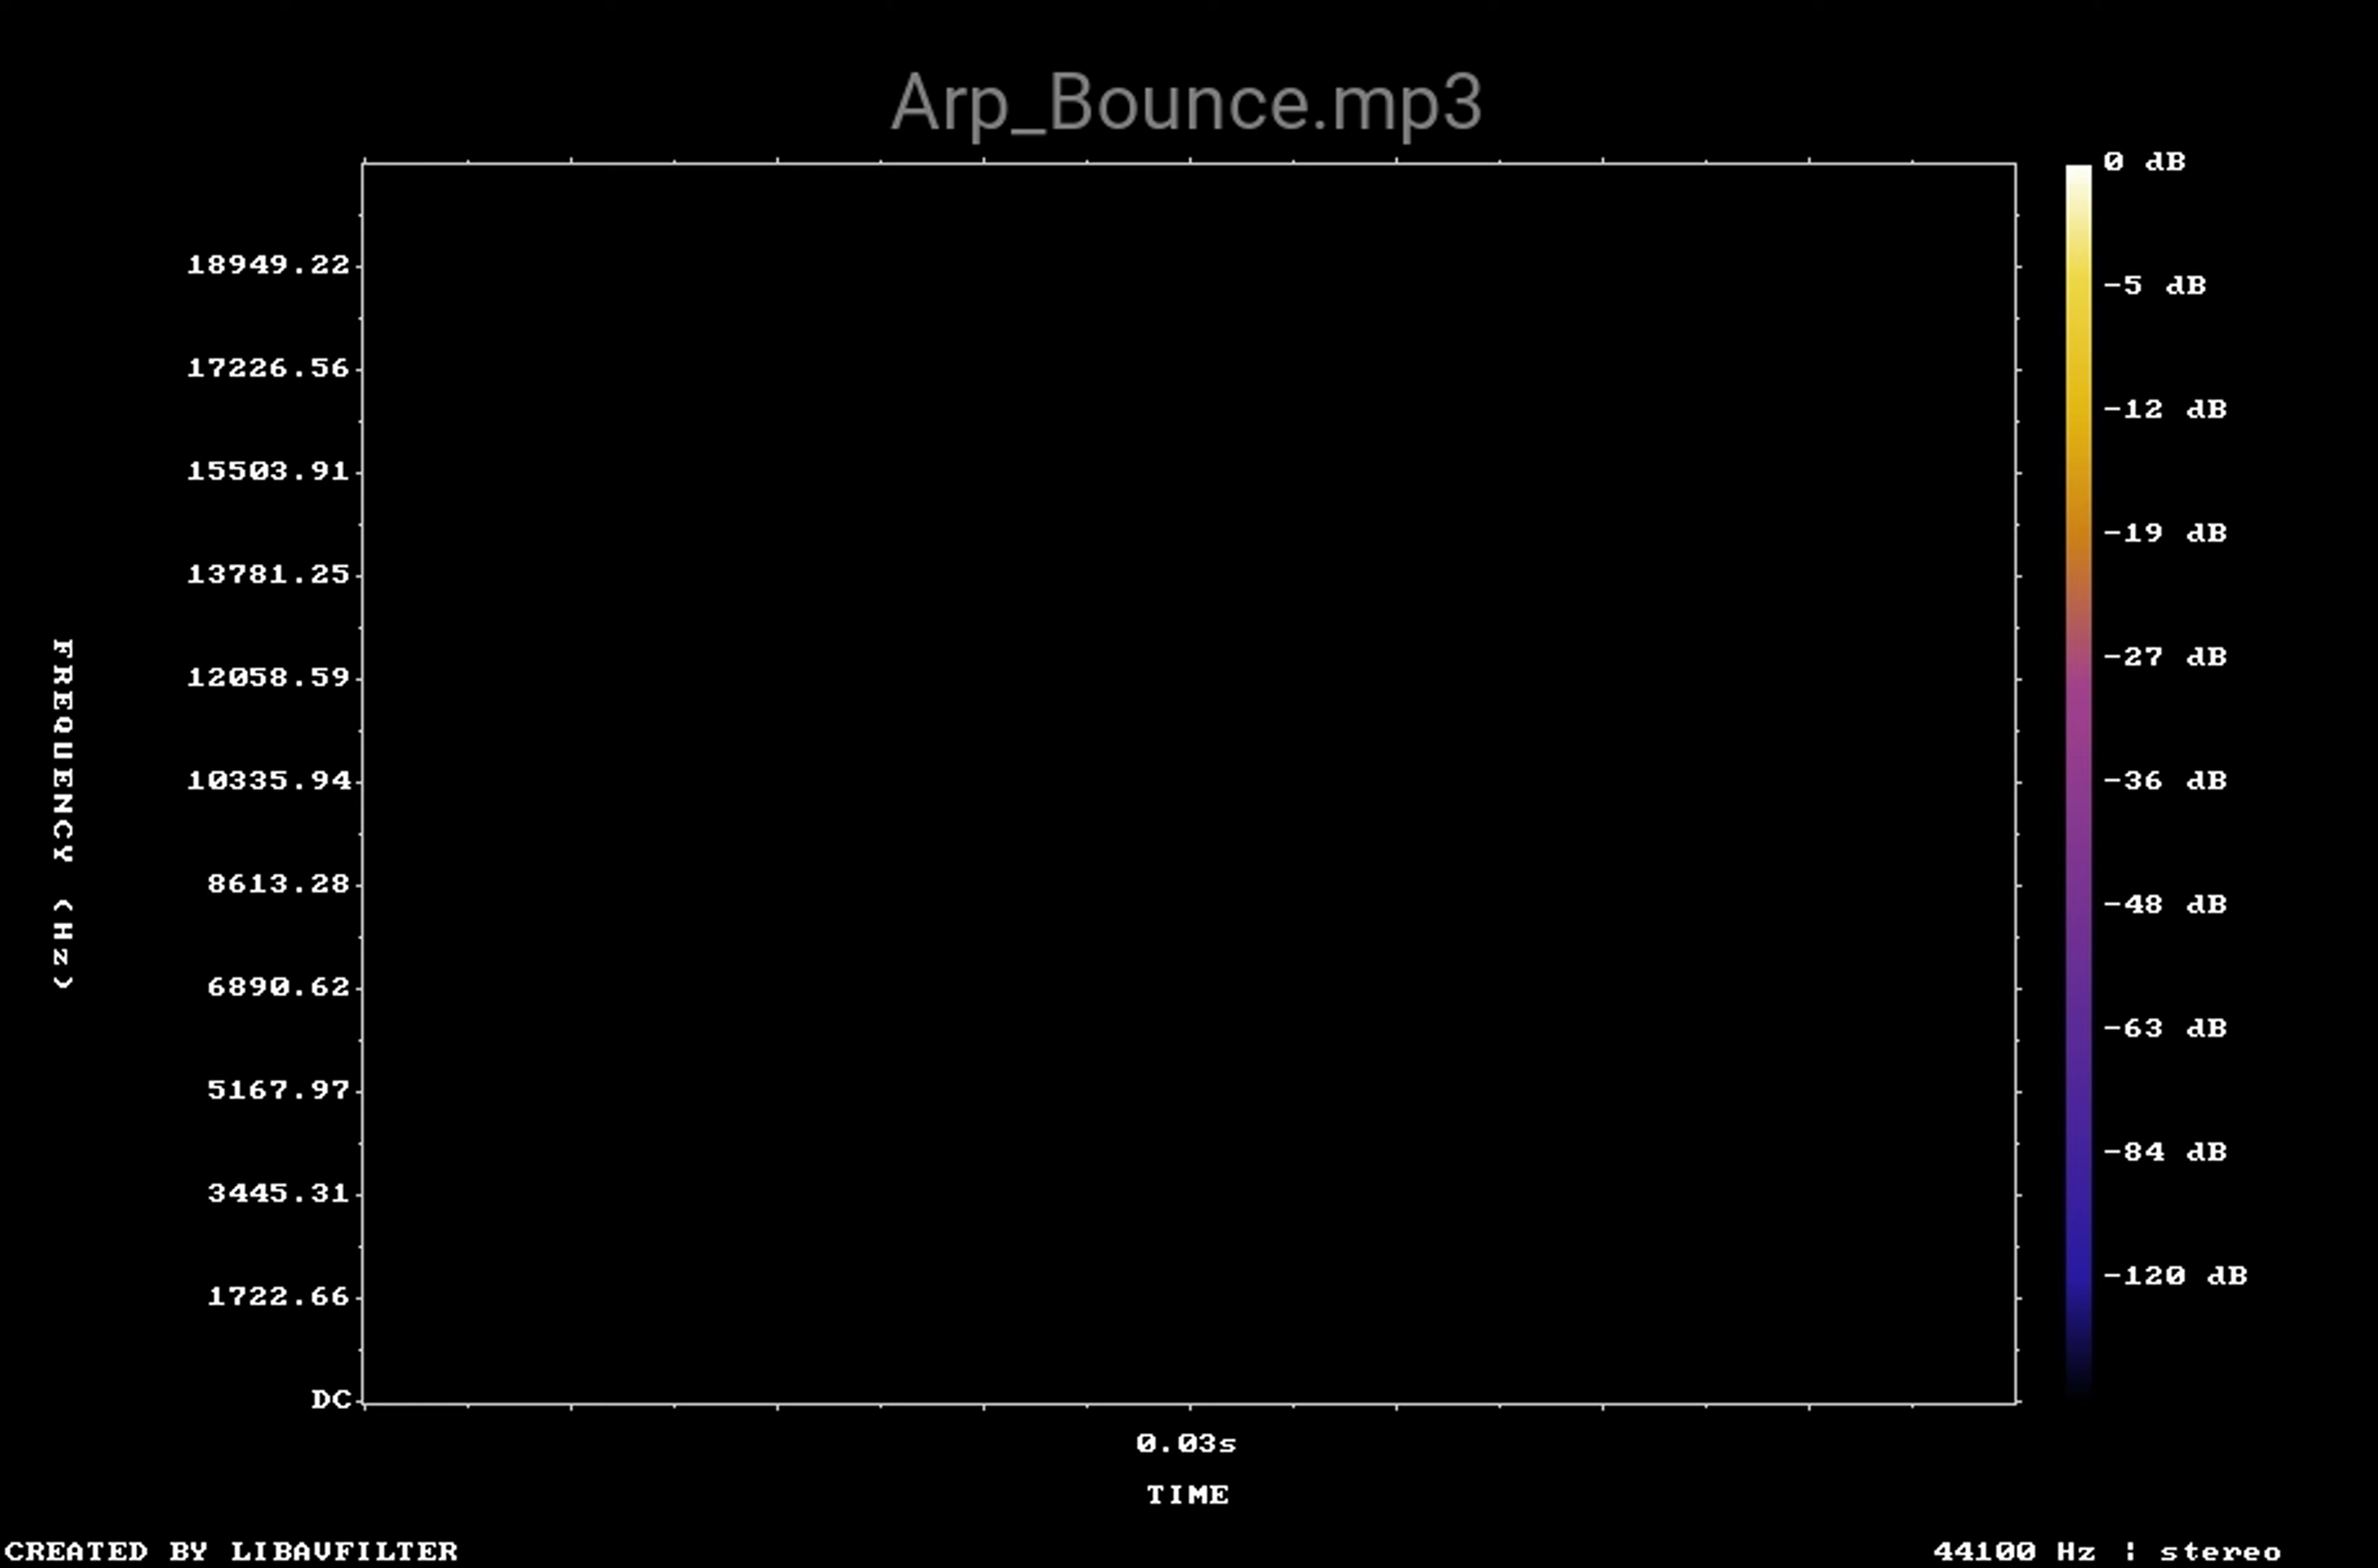 Arp_Bounce.mp3
0 dB
-5 dB
-12 dB
-19 dB
-27 dB
-36 dB
-48 dB
-63 dB
-84 dB
-120 dB
18949.22
17226.56
15503.91
13781.25
12058.59
10335.94
8613.28
6890.62
5167.97
3445.31
1722.66
DC
FREQUENCY (Hz)
0.03s
TIME
CREATED BY LIBAVFILTER
44100 Hz | stereo